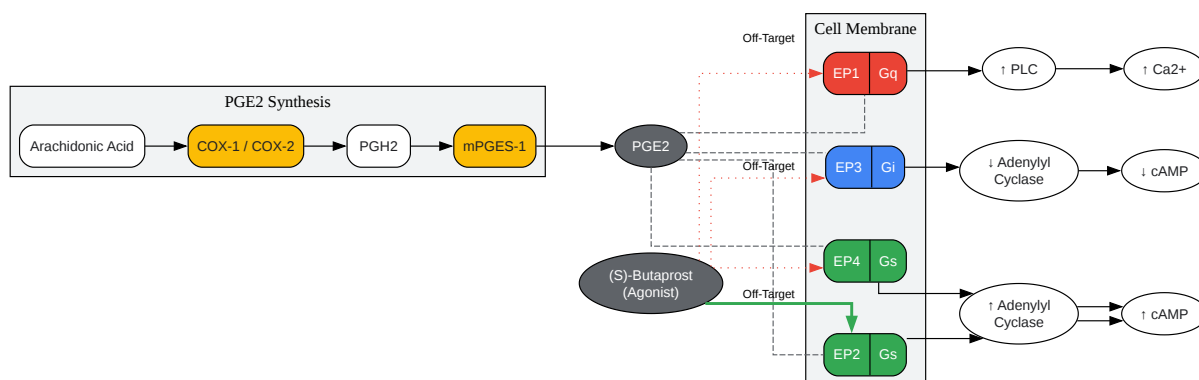 PGE2 Synthesis
Arachidonic Acid
COX-1 / COX-2
PGH2
mPGES-1
PGE2
(S)-Butaprost
(Agonist)
Off-Target
Off-Target
Off-Target
Cell Membrane
EP1 Gq
EP3 Gi
EP4 Gs
EP2 Gs
↑ PLC
↑ Ca2+
↓ Adenylyl
Cyclase
↓ cAMP
↑ Adenylyl
Cyclase
↑ cAMP